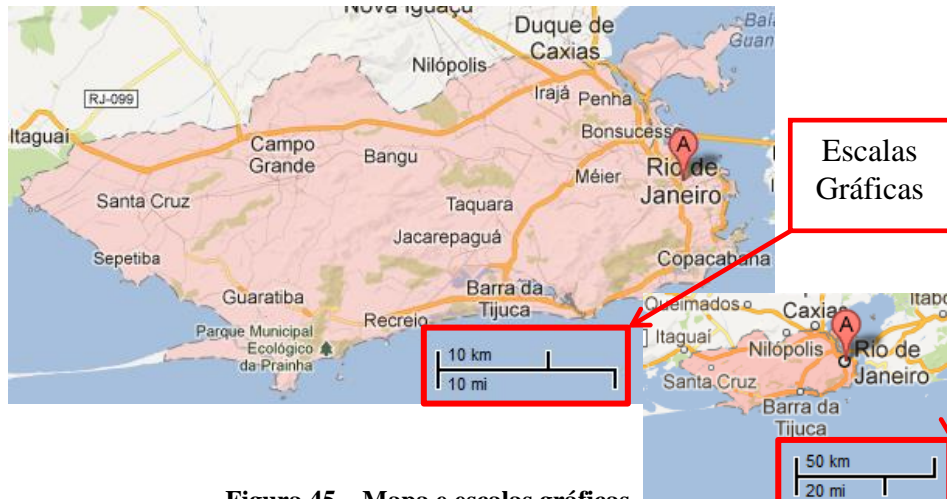 Nova Iguaçu
Duque de
Caxias
Nilópolis
RJ-099
Irajá
Penha
Itaguaí
Bonsucesso
Campo
Grande
Bangu
A
Méier
Rio de
Janeiro
Santa Cruz
Taquara
Jacarepaguá
Sepetiba
Copacabana
Guaratiba
Barra da
Tijuca
Recreio
Parque Municipal
Ecológico
da Prainha
10 km
10 mi
Escalas
Gráficas
Queimados
Caxias
A
Itaguaí
Nilópolis
Rio de
Janeiro
Santa Cruz
Barra da
Tijuca
50 km
20 mi
Figura 45 – Mapa e escalas gráficas